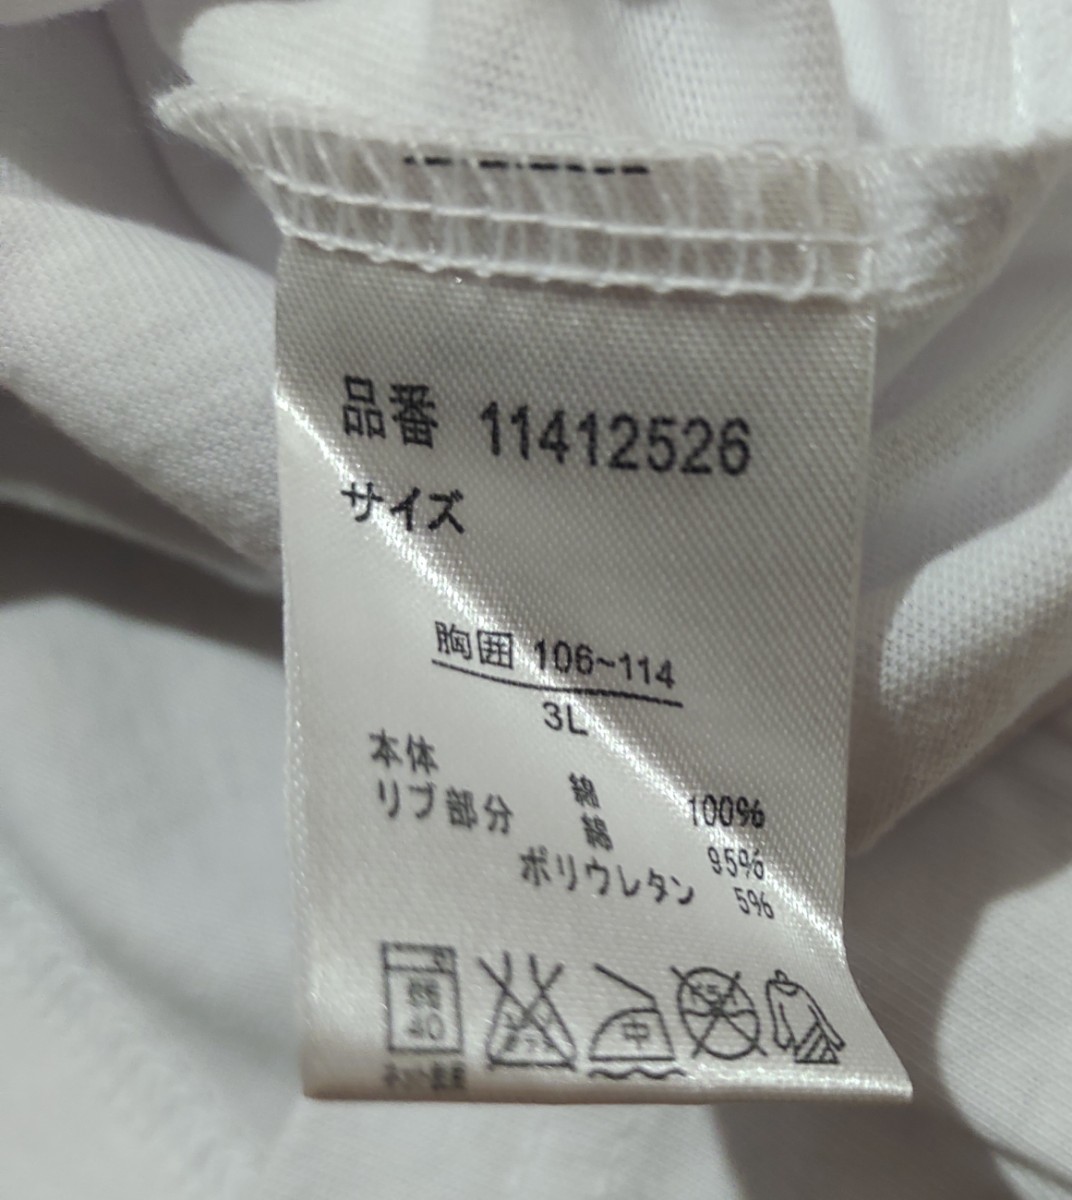 品番 11412526
サイズ
胸囲 106~114
3L
本体 綿 100%
リブ部分 綿 95%
ポリウレタン 5%
40
中